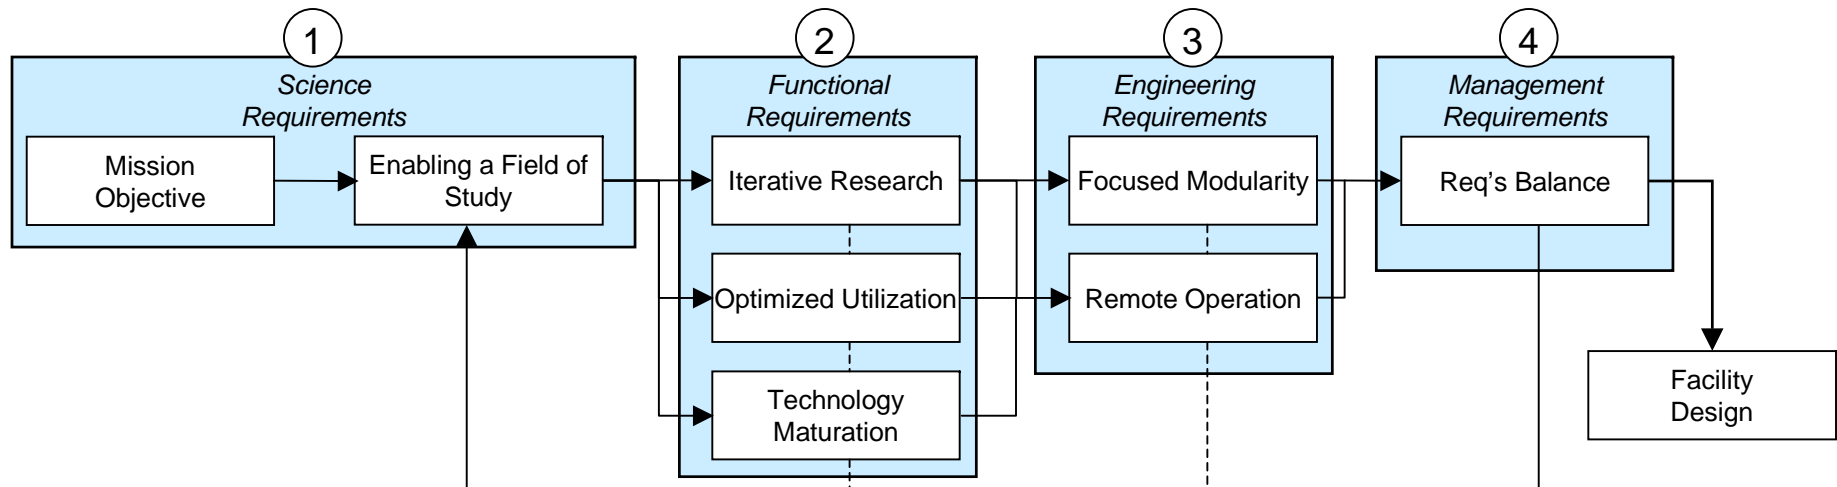 1
Science
Requirements
Mission
Objective
Enabling a Field of
Study
2
Functional
Requirements
Iterative Research
Optimized Utilization
Technology
Maturation
3
Engineering
Requirements
Focused Modularity
Remote Operation
4
Management
Requirements
Req's Balance
Facility
Design